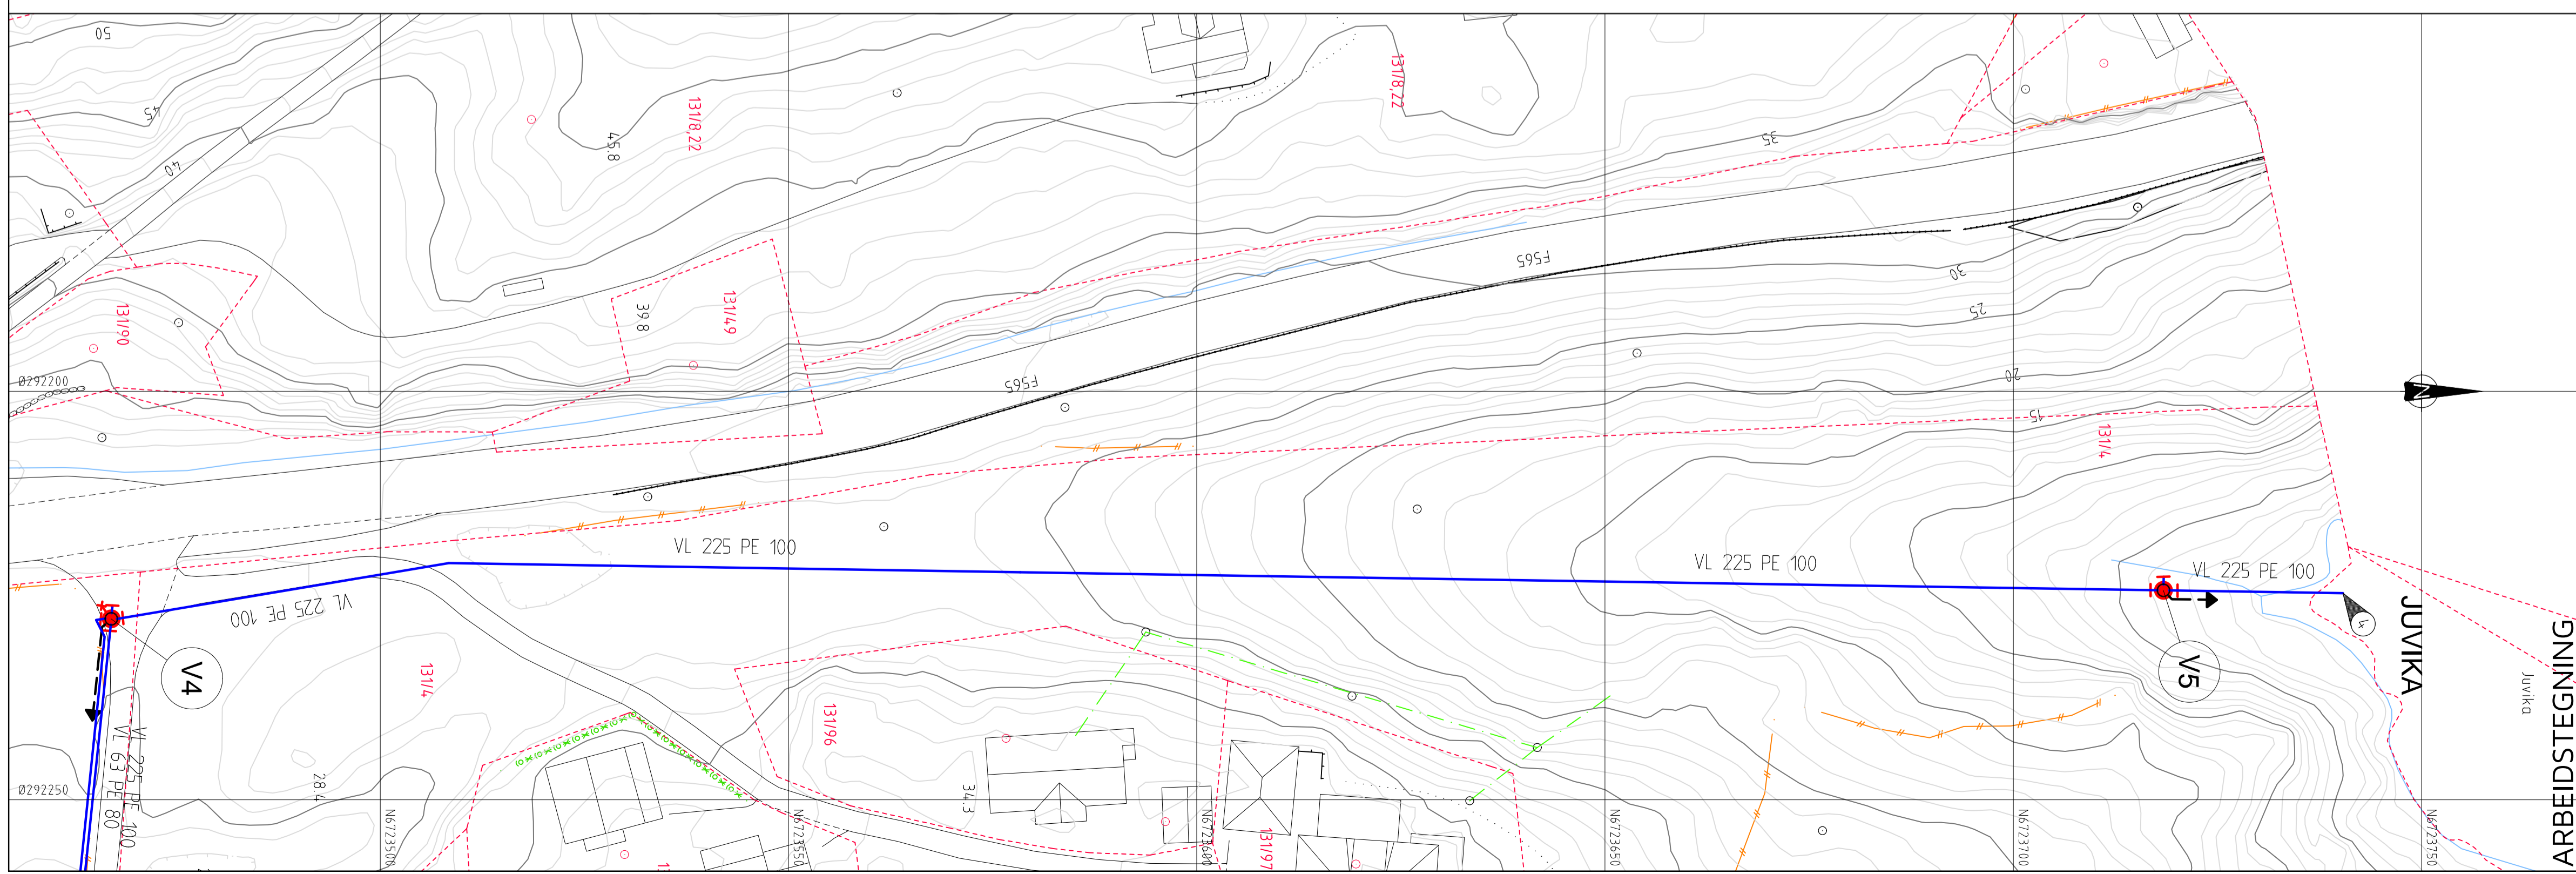 50
45
40
45.8
131/8,22
131/8,22
35
131/90
39.8
131/49
F565
F565
30
25
20
15
Ø292200
N
131/4
VL 225 PE 100
VL 225 PE 100
VL 225 PE 100
VL 225 PE 100
V4
V5
4
JUVIKA
Juvika
ARBEIDSTEGNING
131/4
131/96
VL 225 PE 100
VL 63 PE 80
28.4
34.3
Ø292250
131/97
N6723500
N6723550
N6723600
N6723650
N6723700
N6723750